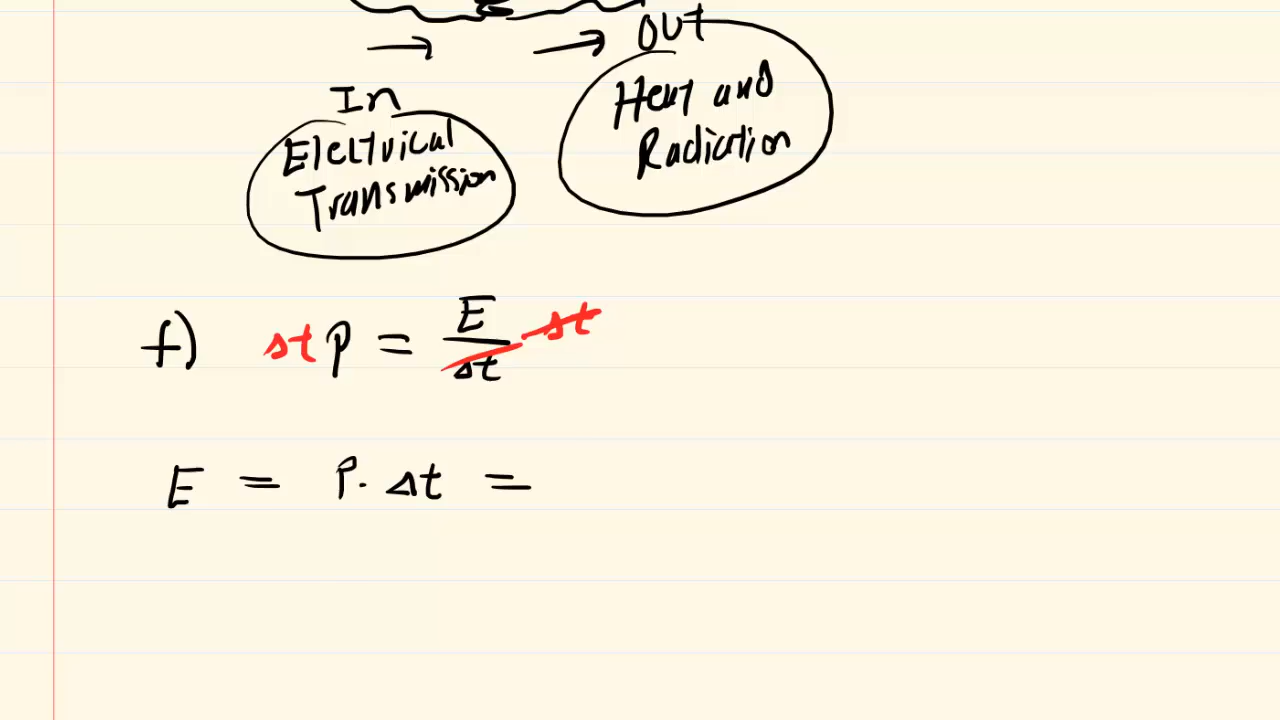 OUT
In
Heat and
Radiation
Electrical
Transmission
f) Δt P = E/Δt Δt
E = P · Δt =